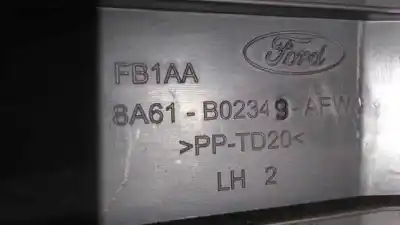 Ford
FB1AA
8A61-B02349-AFW
>PP-TD20<
LH 2